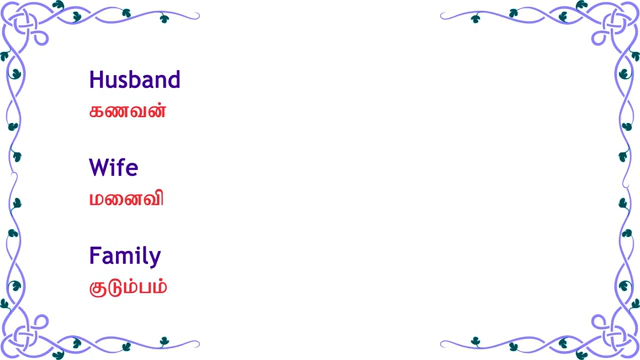 Husband
கணவன்
Wife
மனைவி
Family
குடும்பம்